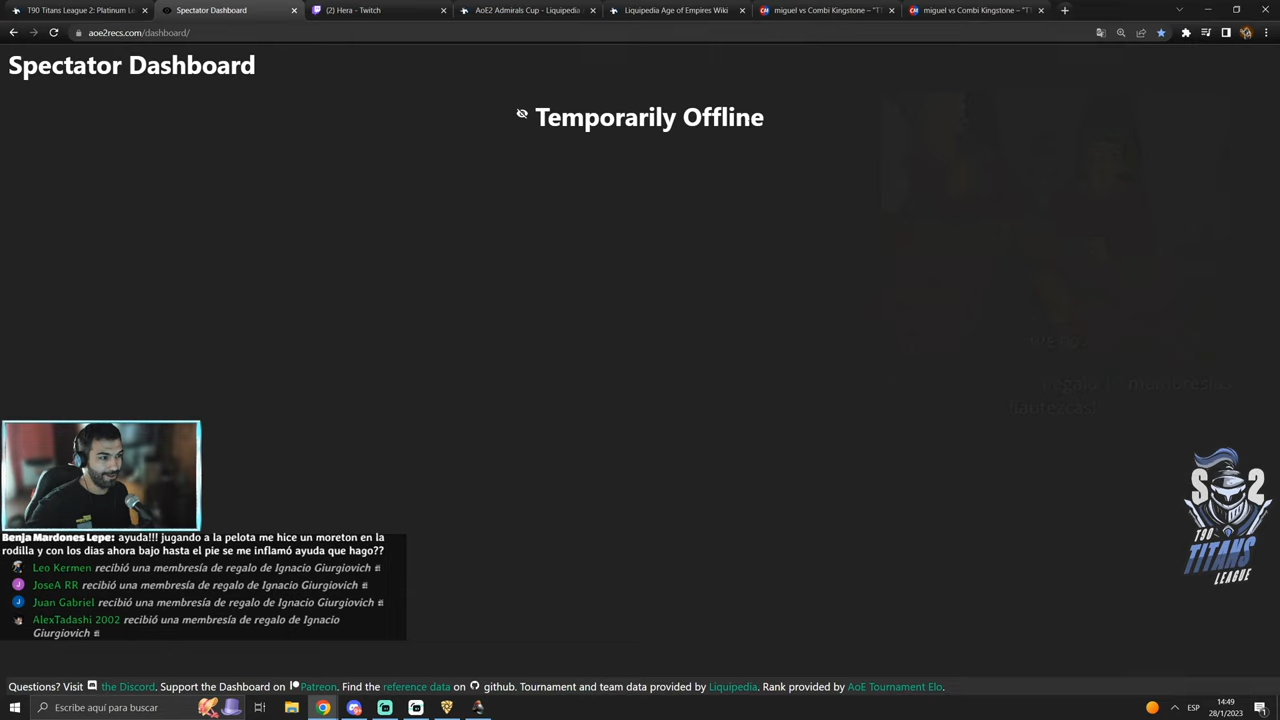 T90 Titans League 2: Platinum Le
Spectator Dashboard
(2) Hera - Twitch
AoE2 Admirals Cup - Liquipedia
Liquipedia Age of Empires Wiki
miguel vs Combi Kingstone – "T
miguel vs Combi Kingstone – "T
aoe2recs.com/dashboard/
Spectator Dashboard
Temporarily Offline
membresías
S 2
T90
TITANS
LEAGUE
Benja Mardones Lepe: ayuda!!! jugando a la pelota me hice un moreton en la
rodilla y con los dias ahora bajo hasta el pie se me inflamó ayuda que hago??
Leo Kermen recibió una membresía de regalo de Ignacio Giurgiovich
J JoseA RR recibió una membresía de regalo de Ignacio Giurgiovich
J Juan Gabriel recibió una membresía de regalo de Ignacio Giurgiovich
AlexTadashi 2002 recibió una membresía de regalo de Ignacio
Giurgiovich
Questions? Visit the Discord. Support the Dashboard on Patreon. Find the reference data on github. Tournament and team data provided by Liquipedia. Rank provided by AoE Tournament Elo.
Escribe aquí para buscar
ESP
14:49
28/1/2023